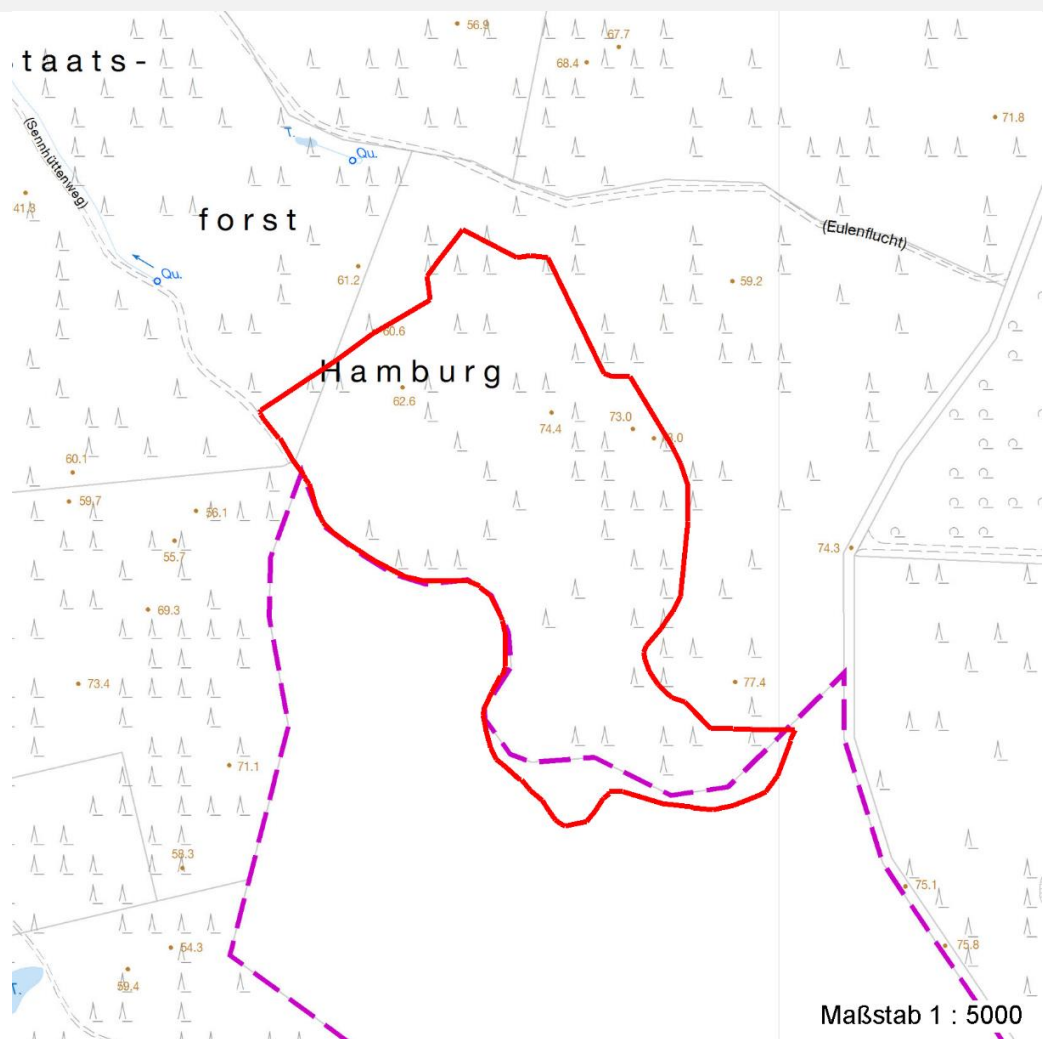 56.9
67.7
68.4
taats-
71.8
T.
Qu.
(Sennhüttenweg)
41.3
forst
(Eulenflucht)
Qu.
61.2
59.2
60.6
Hamburg
62.6
74.4
73.0
73.0
60.1
59.7
56.1
55.7
74.3
69.3
73.4
77.4
71.1
58.3
75.1
54.3
75.8
59.4
T.
Maßstab 1 : 5000